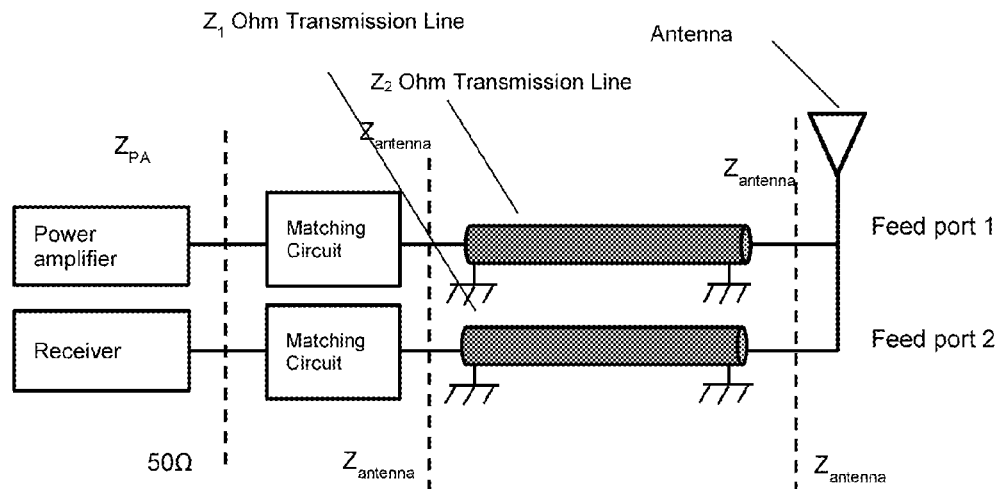 Z1 Ohm Transmission Line
Antenna
Z2 Ohm Transmission Line
Zantenna
ZPA
Zantenna
Power
amplifier
Matching
Circuit
Feed port 1
Receiver
Matching
Circuit
Feed port 2
50Ω
Zantenna
Zantenna